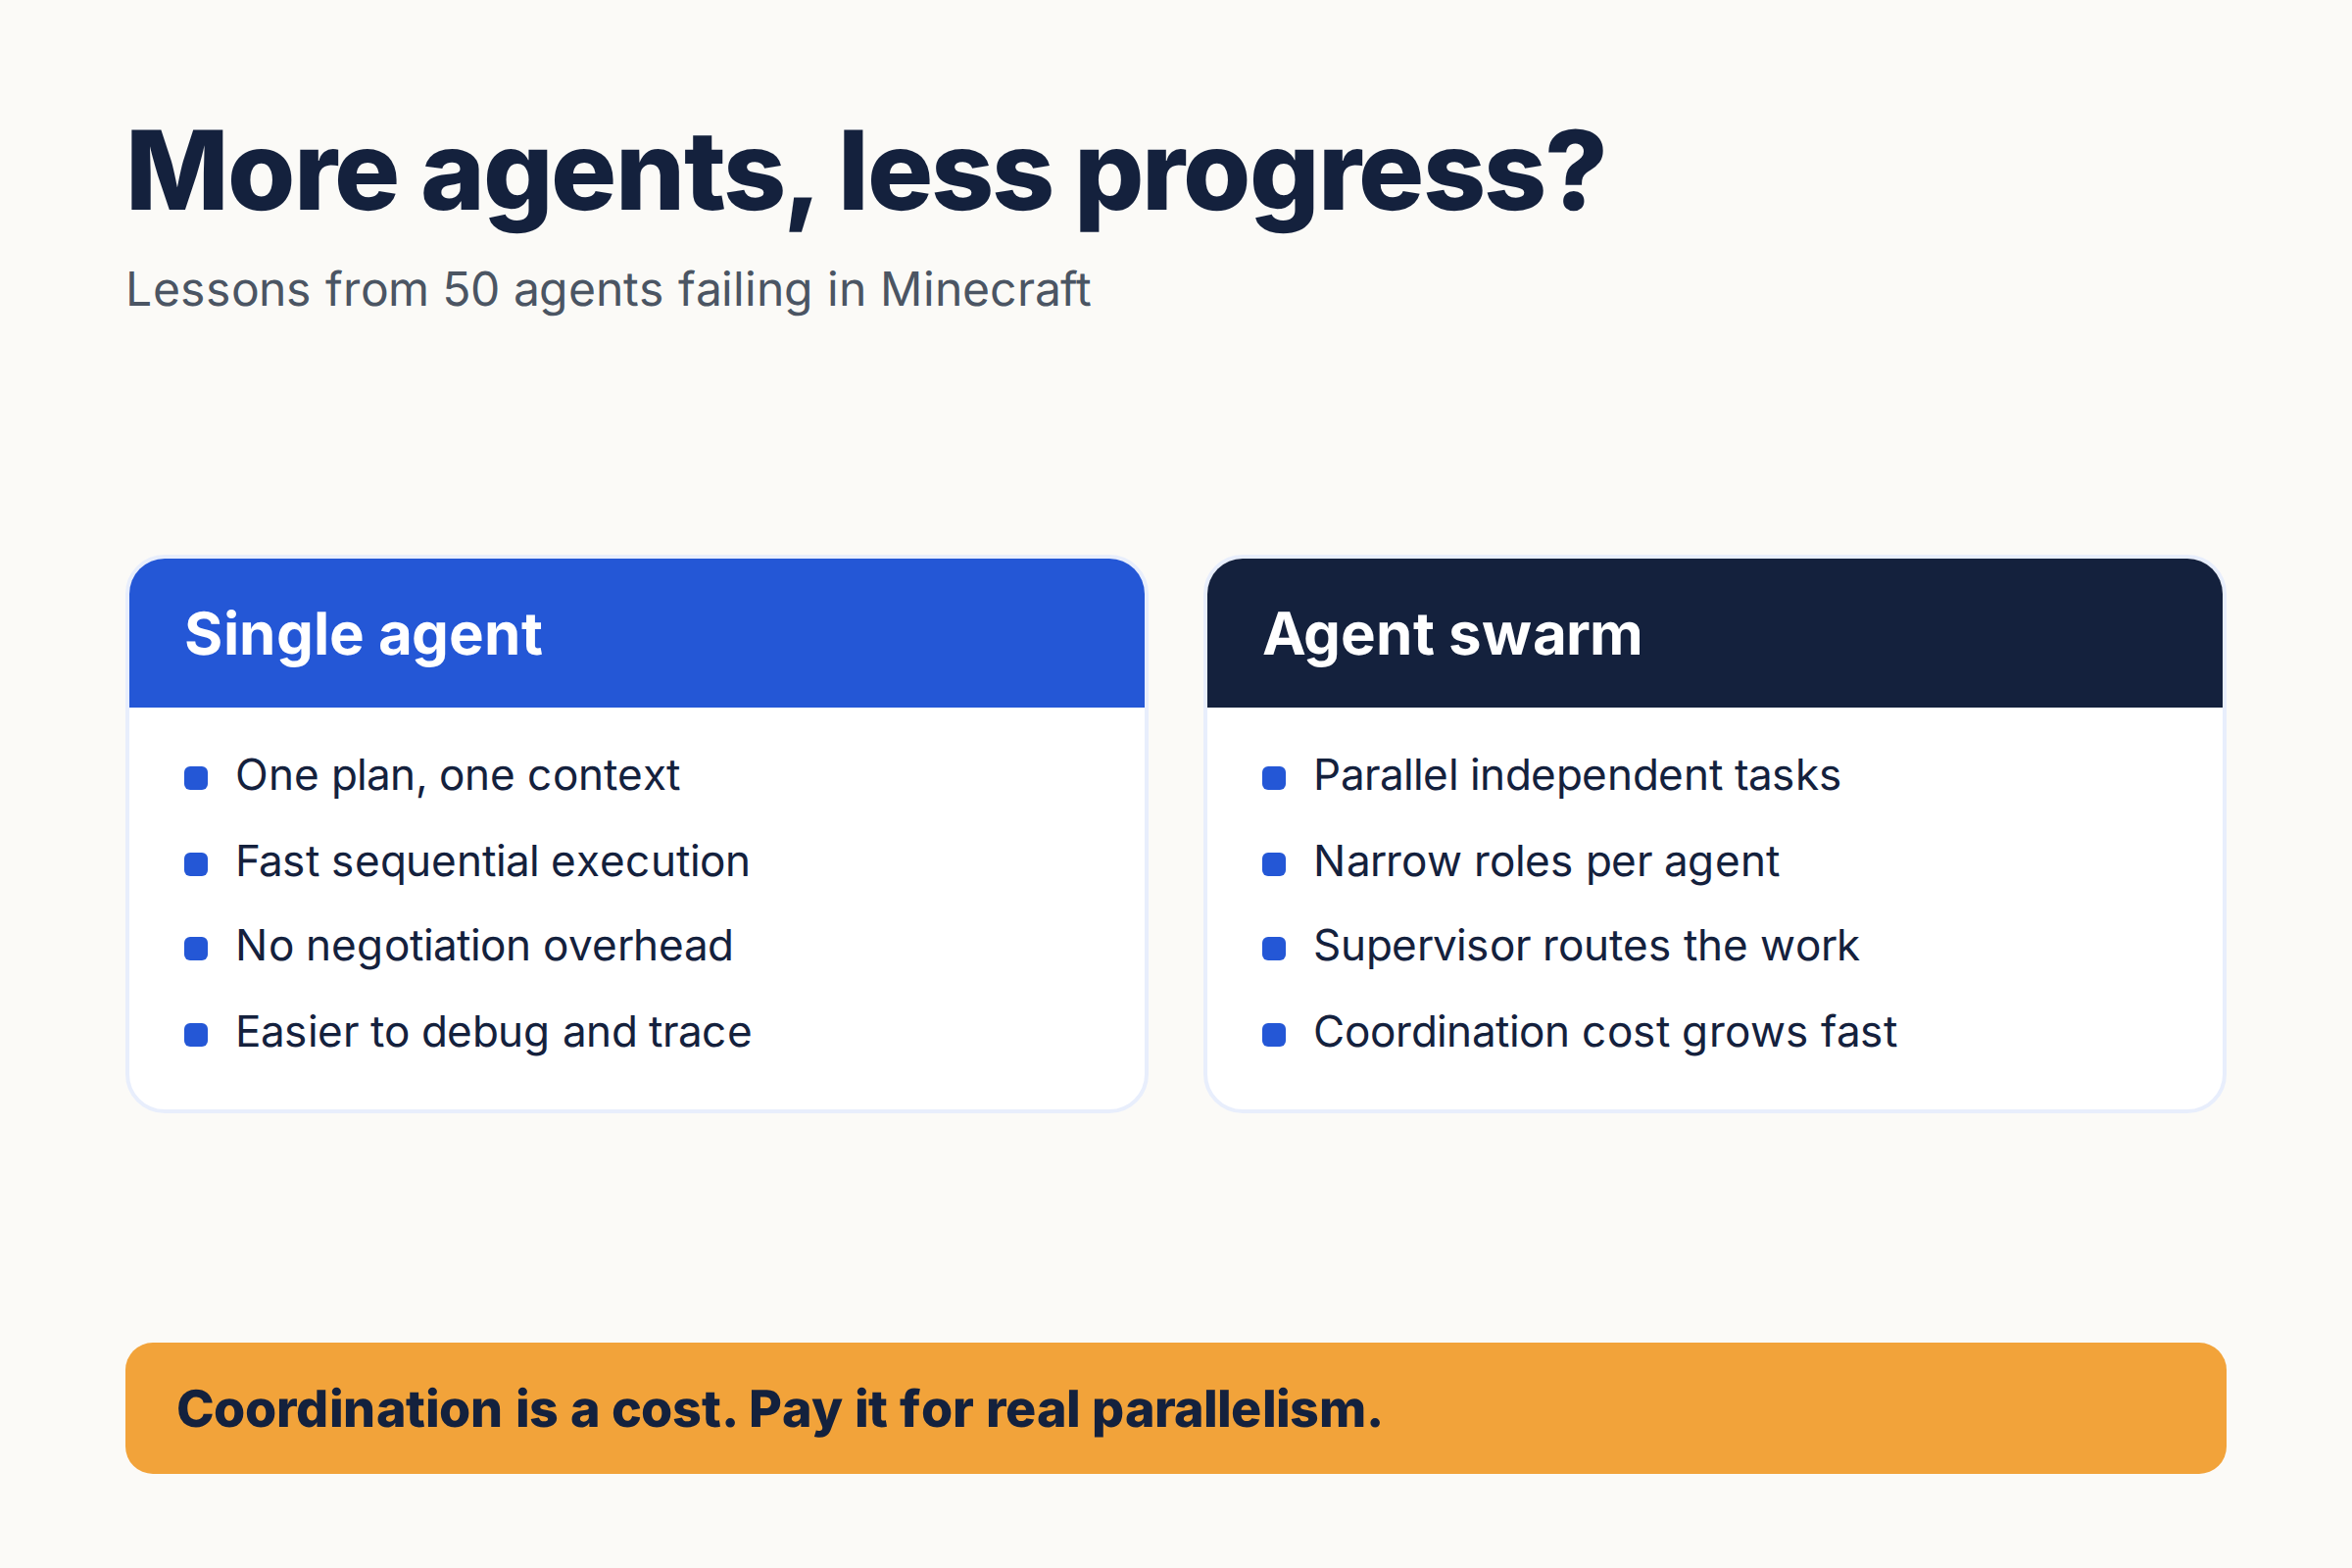 More agents, less progress?
Lessons from 50 agents failing in Minecraft
Single agent
One plan, one context
Fast sequential execution
No negotiation overhead
Easier to debug and trace
Agent swarm
Parallel independent tasks
Narrow roles per agent
Supervisor routes the work
Coordination cost grows fast
Coordination is a cost. Pay it for real parallelism.